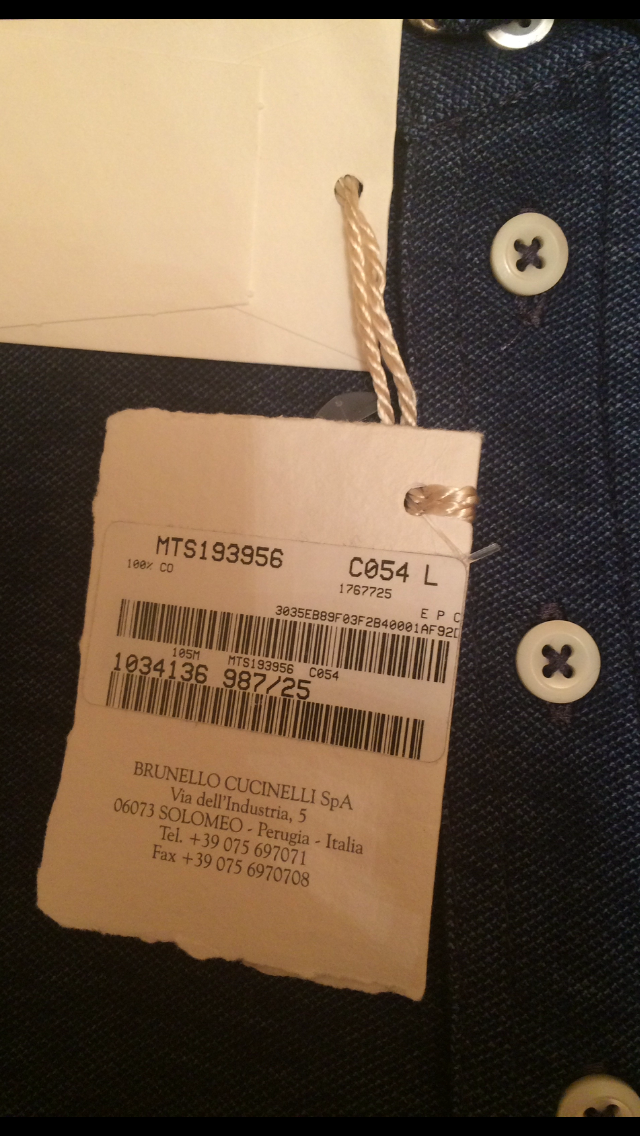 MTS193956 C054 L
100% CO 1767725
E P C
3035EB89F03F2B40001AF92
105M MTS193956 C054
1034136 987/25
BRUNELLO CUCINELLI SpA
Via dell'Industria, 5
06073 SOLOMEO - Perugia - Italia
Tel. +39 075 697071
Fax +39 075 6970708